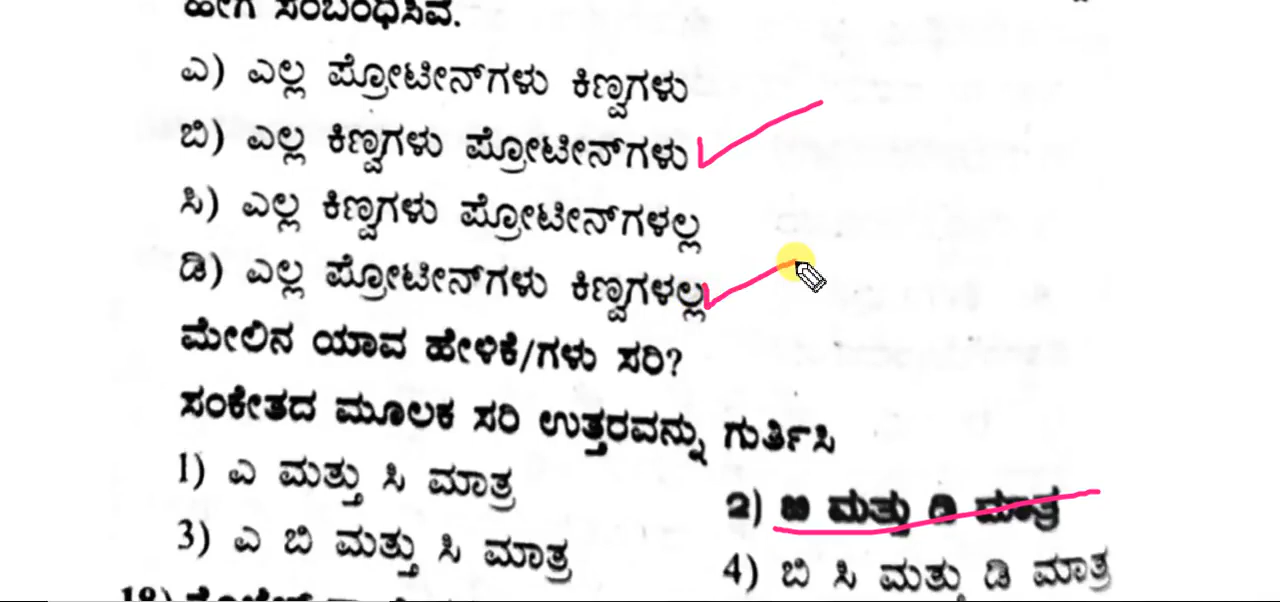 ಹೇಗೆ ಸಂಬಂಧಿಸಿವೆ.
ಎ) ಎಲ್ಲ ಪ್ರೋಟೀನ್‌ಗಳು ಕಿಣ್ವಗಳು
ಬಿ) ಎಲ್ಲ ಕಿಣ್ವಗಳು ಪ್ರೋಟೀನ್‌ಗಳು
ಸಿ) ಎಲ್ಲ ಕಿಣ್ವಗಳು ಪ್ರೋಟೀನ್‌ಗಳಲ್ಲ
ಡಿ) ಎಲ್ಲ ಪ್ರೋಟೀನ್‌ಗಳು ಕಿಣ್ವಗಳಲ್ಲ
ಮೇಲಿನ ಯಾವ ಹೇಳಿಕೆ/ಗಳು ಸರಿ?
ಸಂಕೇತದ ಮೂಲಕ ಸರಿ ಉತ್ತರವನ್ನು ಗುರ್ತಿಸಿ
1) ಎ ಮತ್ತು ಸಿ ಮಾತ್ರ
2) ಬಿ ಮತ್ತು ಡಿ ಮಾತ್ರ
3) ಎ ಬಿ ಮತ್ತು ಸಿ ಮಾತ್ರ
4) ಬಿ ಸಿ ಮತ್ತು ಡಿ ಮಾತ್ರ
18)